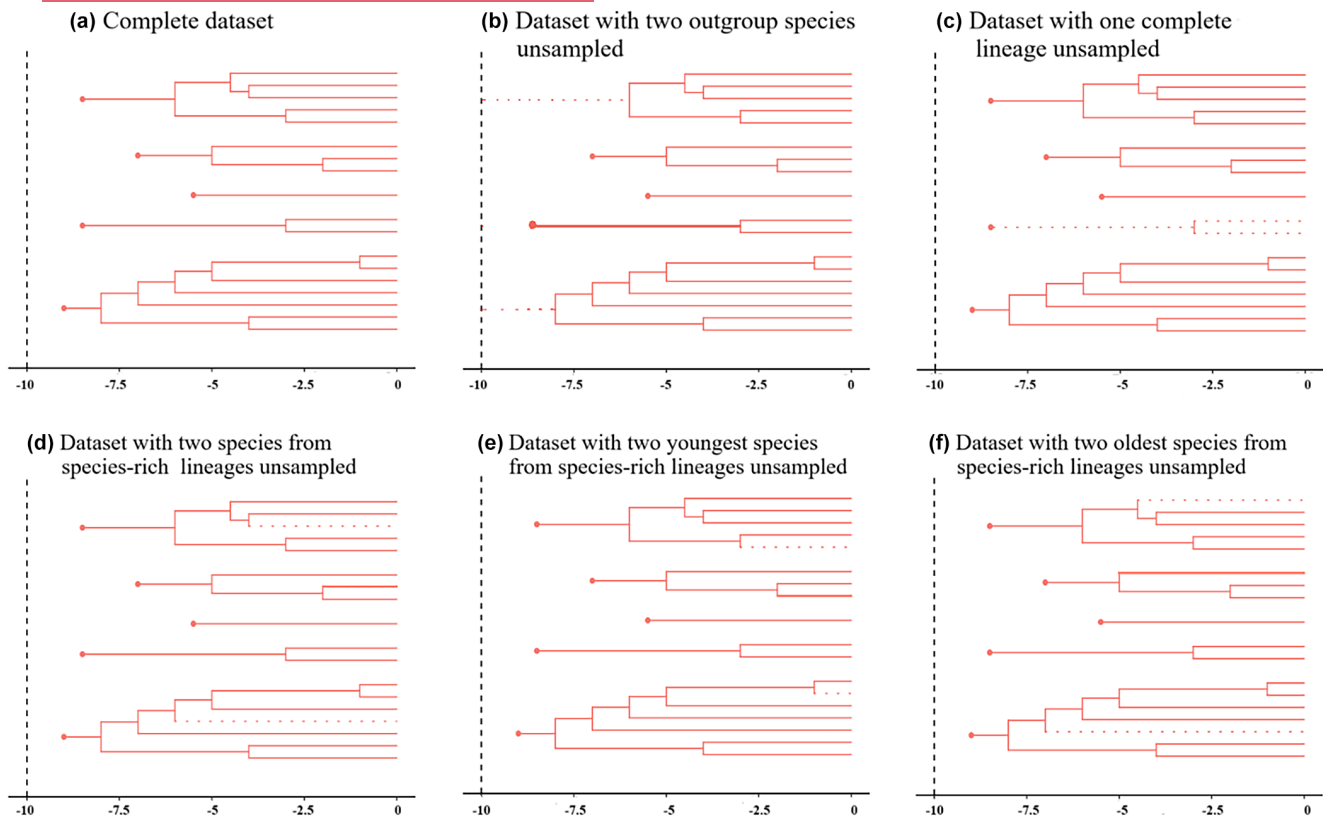 (a) Complete dataset
(b) Dataset with two outgroup species
unsampled
(c) Dataset with one complete
lineage unsampled
-10 -7.5 -5 -2.5 0
-10 -7.5 -5 -2.5 0
-10 -7.5 -5 -2.5 0
(d) Dataset with two species from
species-rich lineages unsampled
(e) Dataset with two youngest species
from species-rich lineages unsampled
(f) Dataset with two oldest species from
species-rich lineages unsampled
-10 -7.5 -5 -2.5 0
-10 -7.5 -5 -2.5 0
-10 -7.5 -5 -2.5 0